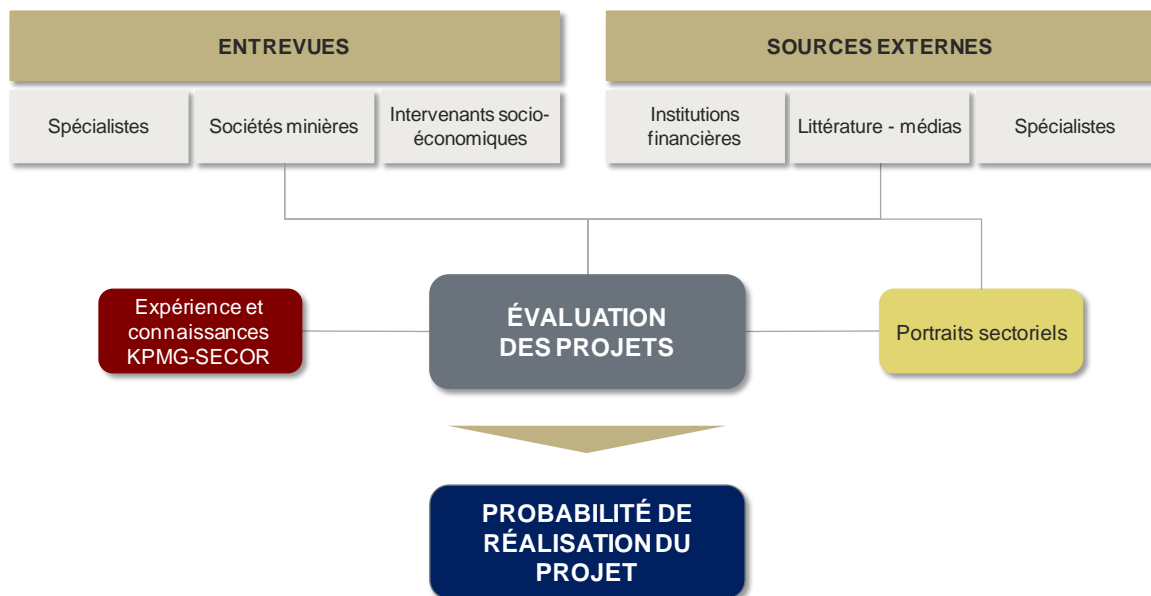 ENTREVUES
SOURCES EXTERNES
Spécialistes
Sociétés minières
Intervenants socio-
économiques
Institutions
financières
Littérature - médias
Spécialistes
Expérience et
connaissances
KPMG-SECOR
ÉVALUATION
DES PROJETS
Portraits sectoriels
PROBABILITÉ DE
RÉALISATION DU
PROJET